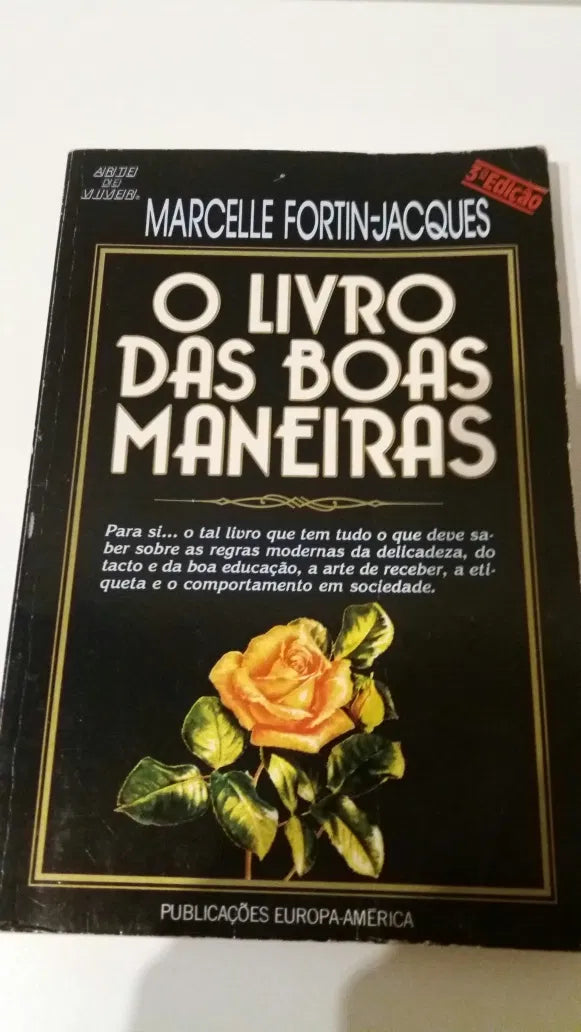 ARTE
DE
VIVER
3ª Edição
MARCELLE FORTIN-JACQUES
O LIVRO
DAS BOAS
MANEIRAS
Para si... o tal livro que tem tudo o que deve sa-
ber sobre as regras modernas da delicadeza, do
tacto e da boa educação, a arte de receber, a eti-
queta e o comportamento em sociedade.
PUBLICAÇÕES EUROPA-AMÉRICA